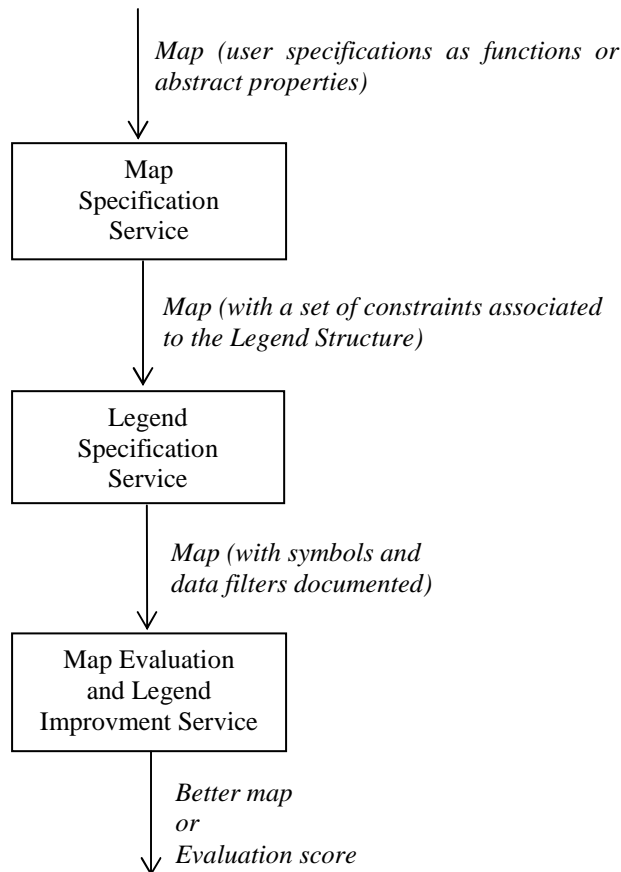 Map (user specifications as functions or
abstract properties)
Map
Specification
Service
Map (with a set of constraints associated
to the Legend Structure)
Legend
Specification
Service
Map (with symbols and
data filters documented)
Map Evaluation
and Legend
Improvment Service
Better map
or
Evaluation score